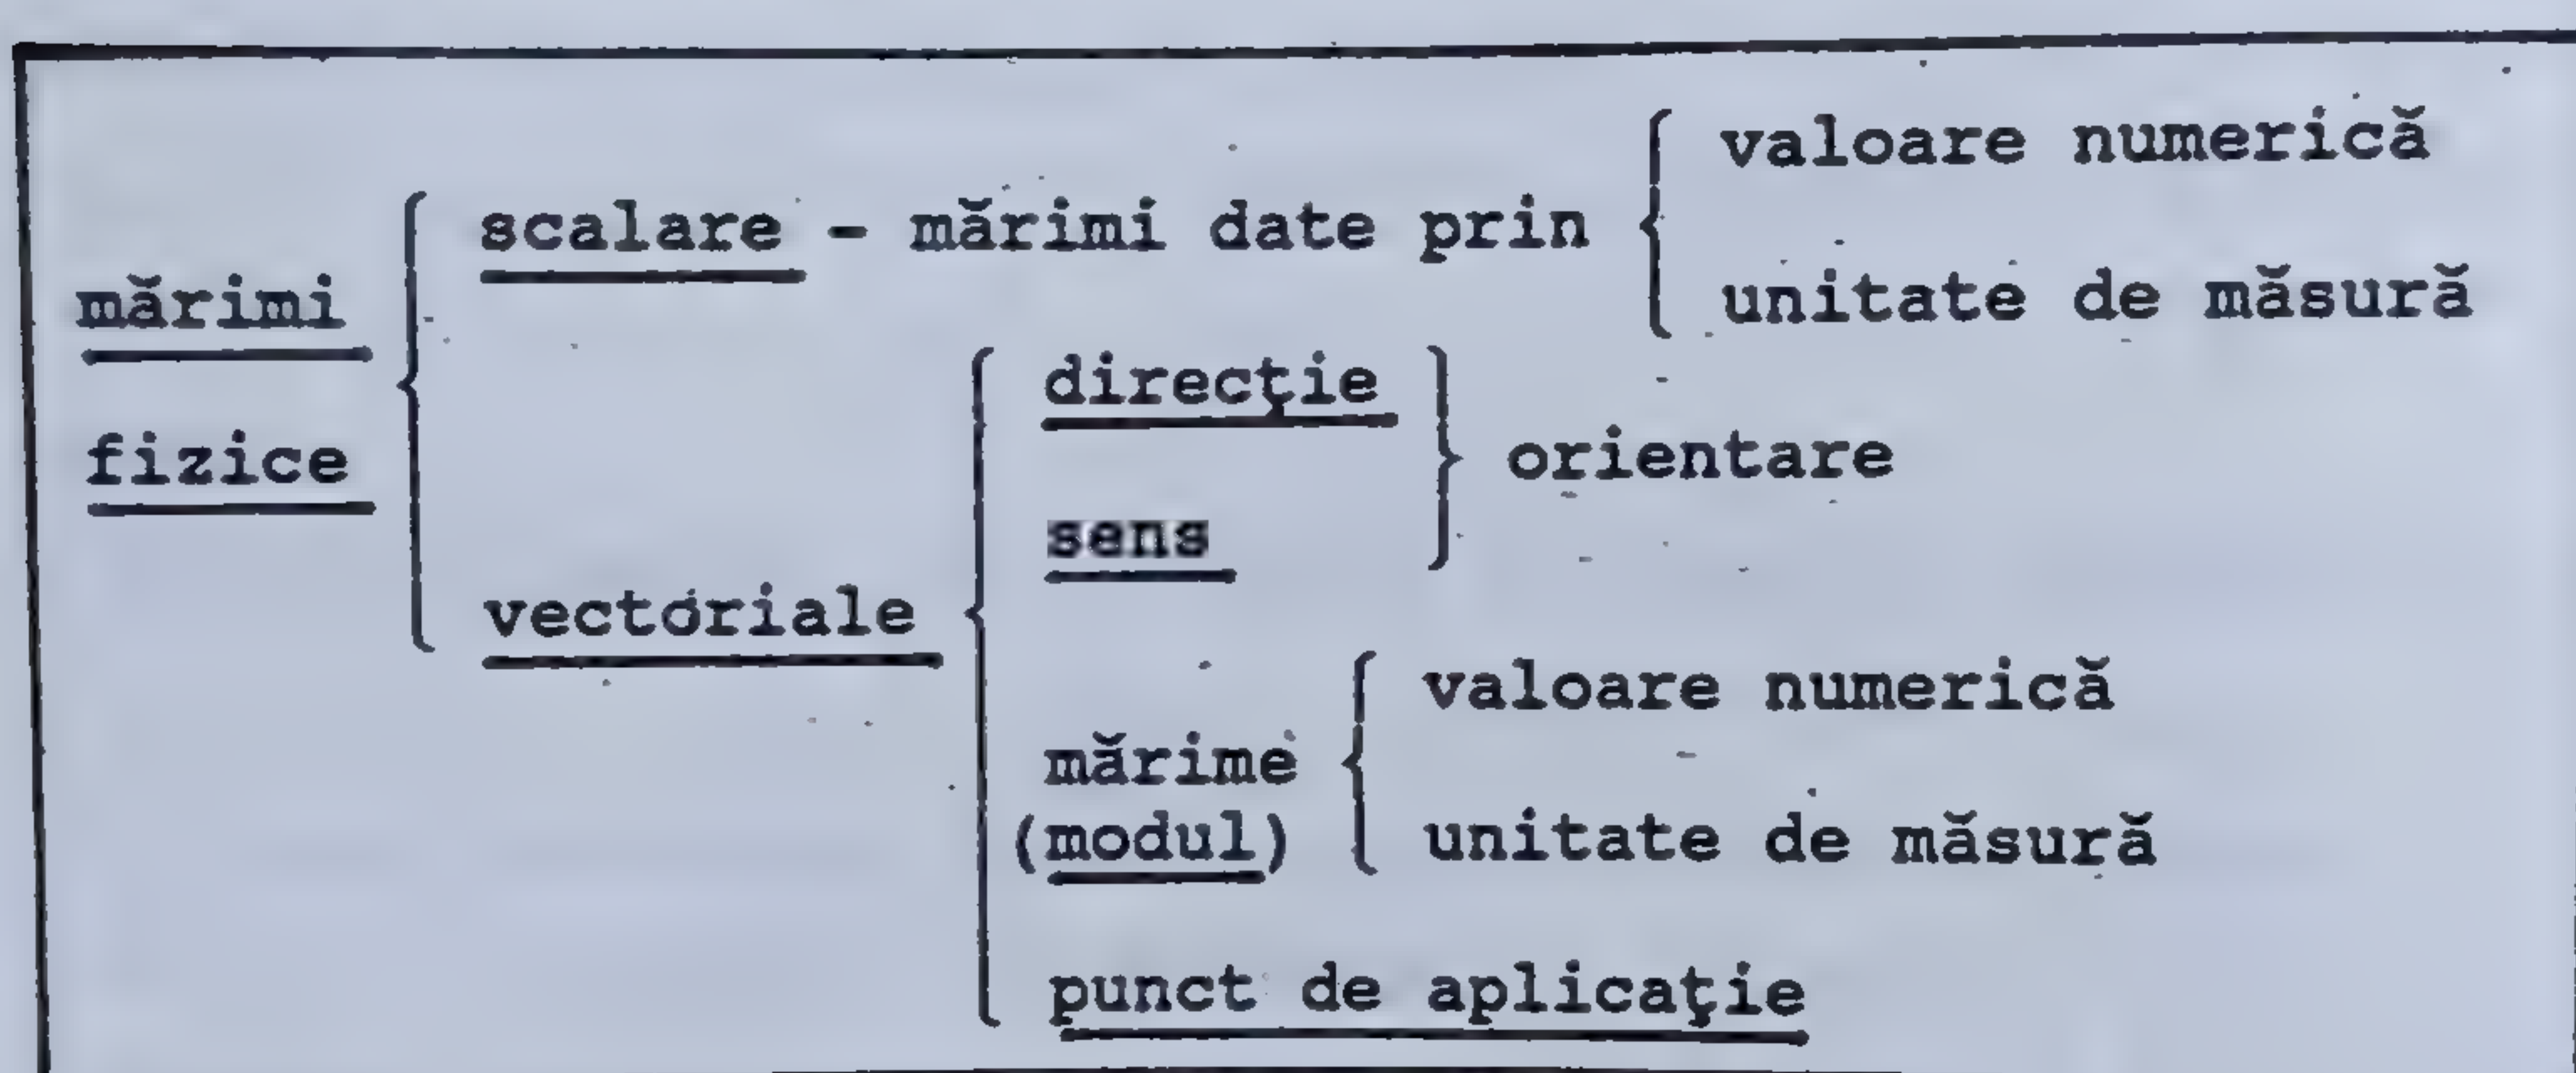 valoare numerică
scalare - mărimi date prin
unitate de măsură
mărimi
fizice
direcţie
sens
orientare
vectoriale
valoare numerică
mărime
(modul)
unitate de măsură
punct de aplicaţie